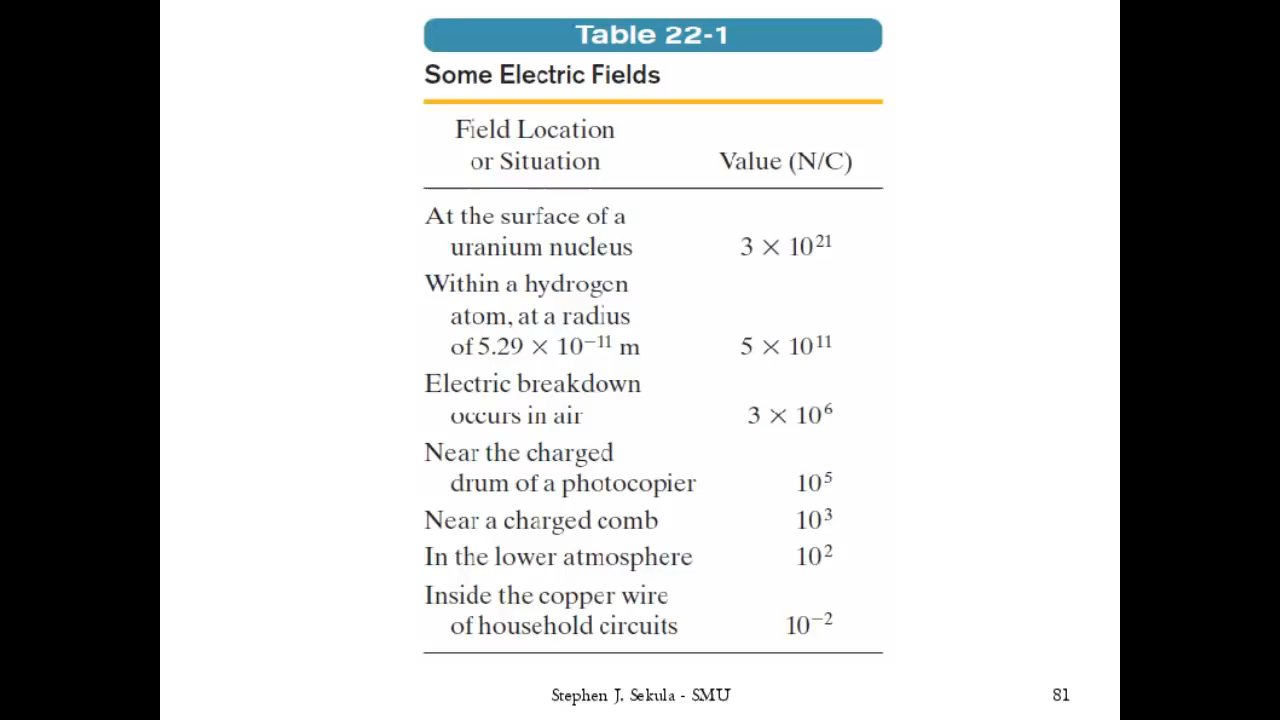 Table 22-1
Some Electric Fields
Field Location
or Situation Value (N/C)
At the surface of a
uranium nucleus 3 × 10²¹
Within a hydrogen
atom, at a radius
of 5.29 × 10⁻¹¹ m 5 × 10¹¹
Electric breakdown
occurs in air 3 × 10⁶
Near the charged
drum of a photocopier 10⁵
Near a charged comb 10³
In the lower atmosphere 10²
Inside the copper wire
of household circuits 10⁻²
Stephen J. Sekula - SMU 81